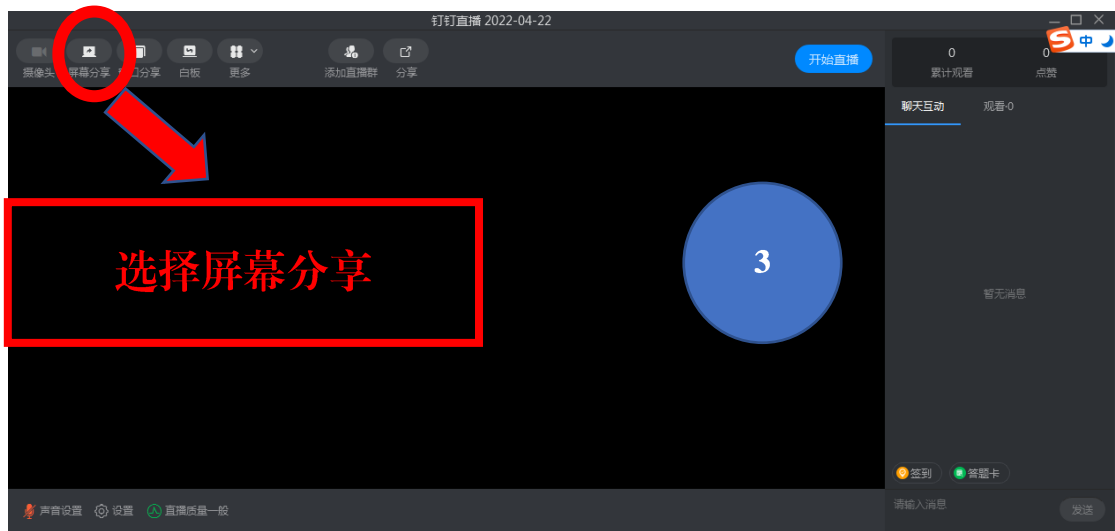 钉钉直播 2022-04-22
摄像头 屏幕分享 窗口分享 白板 更多 添加直播群 分享 开始直播
中
0 0
累计观看 点赞
聊天互动 观看·0
选择屏幕分享
3
暂无消息
签到 答题卡
声音设置 设置 直播质量一般
请输入消息
发送